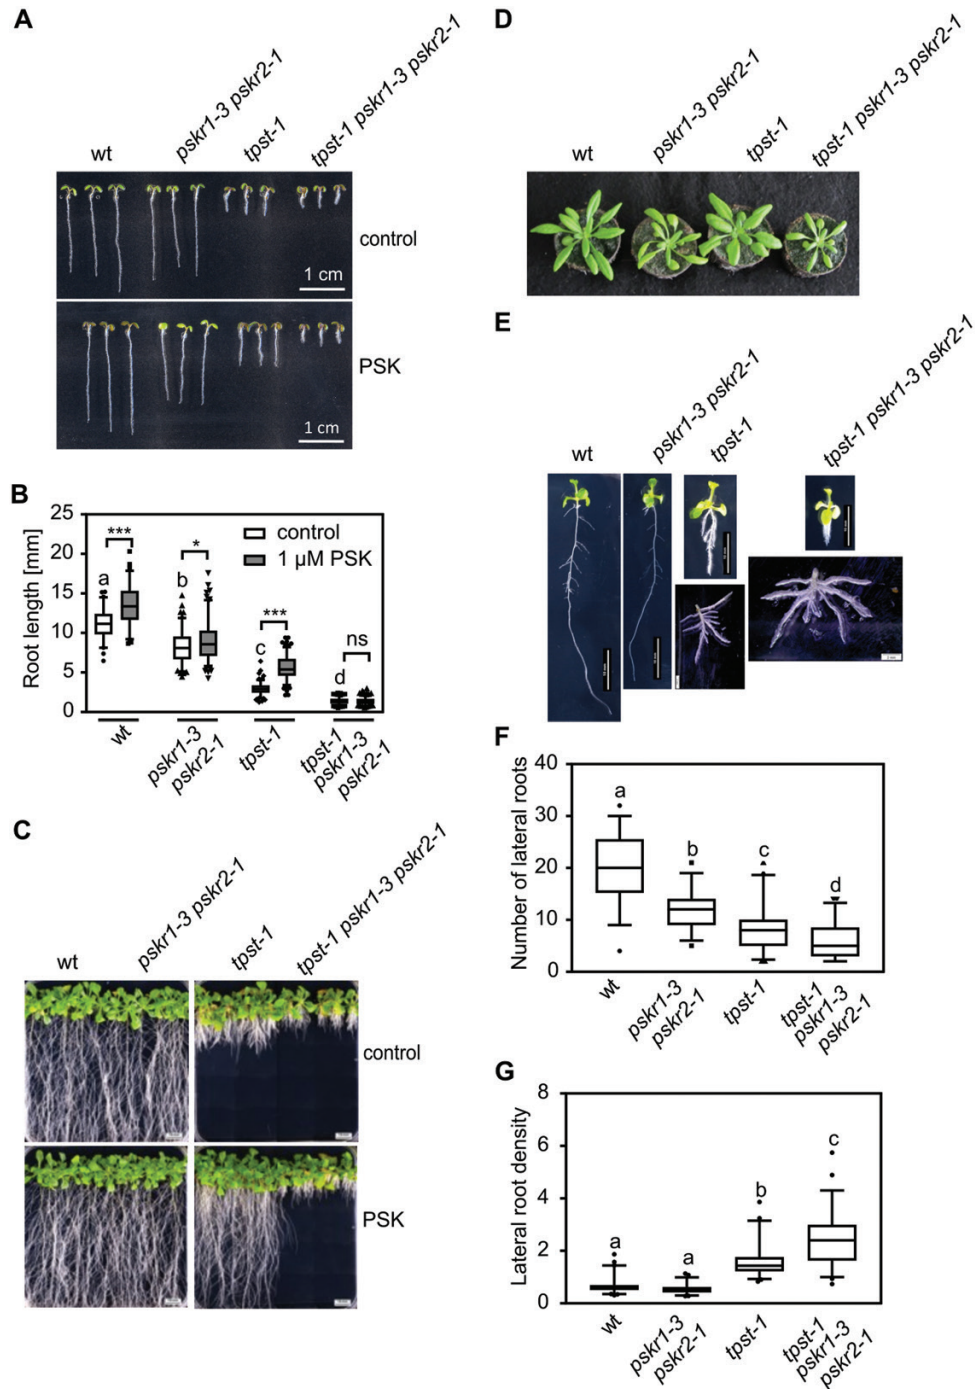 A
wt
pskr1-3 pskr2-1
tpst-1
tpst-1 pskr1-3 pskr2-1
control
1 cm
PSK
1 cm
B
Root length [mm]
25
20
15
10
5
0
control
1 µM PSK
***
*
***
ns
a
b
c
d
wt
pskr1-3
pskr2-1
tpst-1
tpst-1
pskr1-3
pskr2-1
C
wt
pskr1-3 pskr2-1
tpst-1
tpst-1 pskr1-3 pskr2-1
control
PSK
D
wt
pskr1-3 pskr2-1
tpst-1
tpst-1 pskr1-3 pskr2-1
E
wt
pskr1-3 pskr2-1
tpst-1
tpst-1 pskr1-3 pskr2-1
F
Number of lateral roots
40
30
20
10
0
a
b
c
d
wt
pskr1-3
pskr2-1
tpst-1
tpst-1
pskr1-3
pskr2-1
G
Lateral root density
8
6
4
2
0
a
a
b
c
wt
pskr1-3
pskr2-1
tpst-1
tpst-1
pskr1-3
pskr2-1